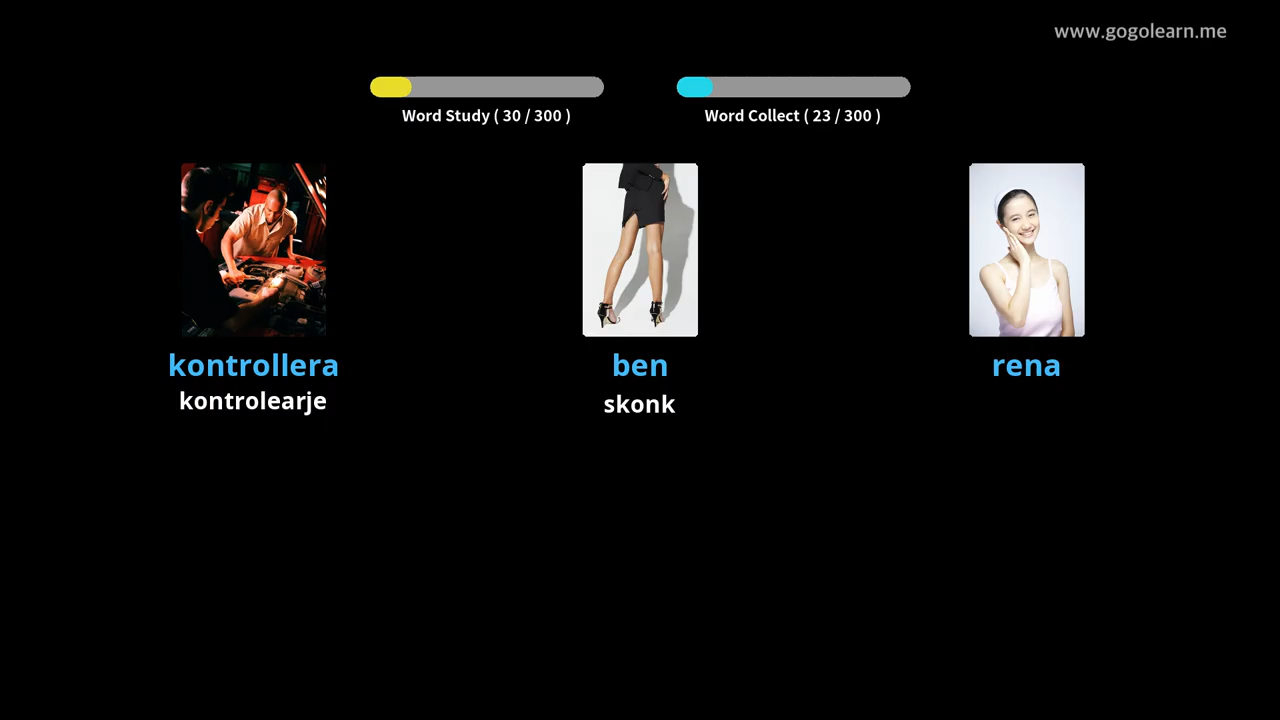 www.gogolearn.me
Word Study ( 30 / 300 )
Word Collect ( 23 / 300 )
kontrollera
kontrolearje
ben
skonk
rena